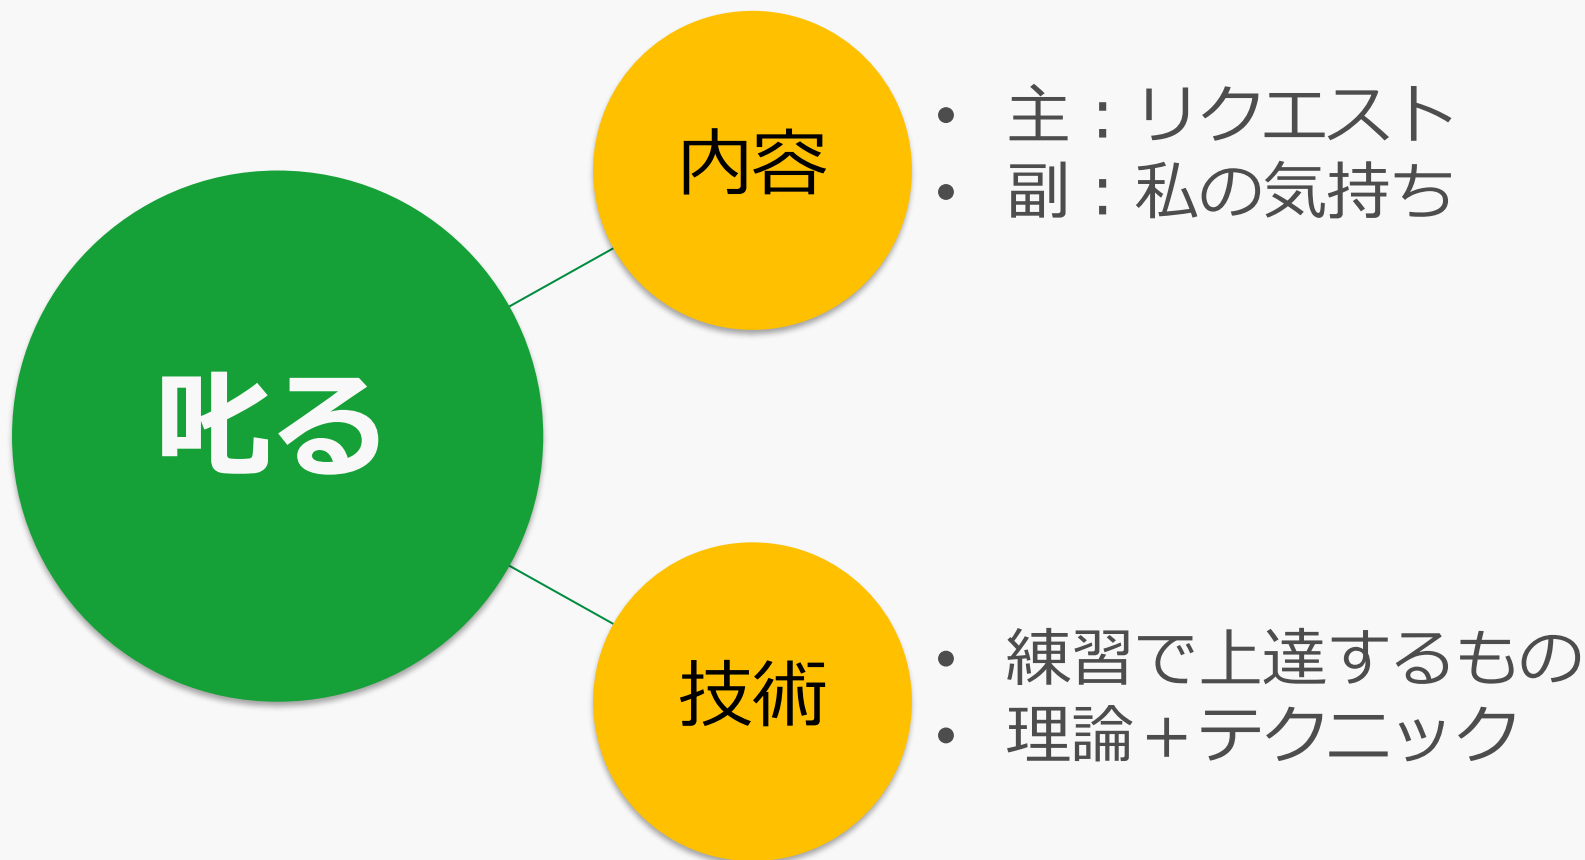 叱る
内容
• 主：リクエスト
• 副：私の気持ち
技術
• 練習で上達するもの
• 理論＋テクニック